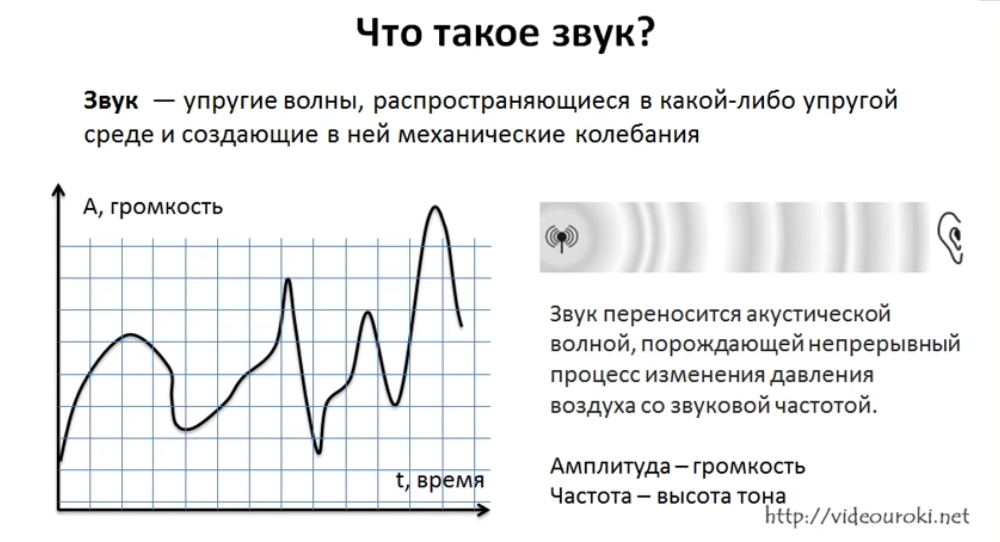 Что такое звук?
Звук — упругие волны, распространяющиеся в какой-либо упругой
среде и создающие в ней механические колебания
А, громкость
t, время
Звук переносится акустической
волной, порождающей непрерывный
процесс изменения давления
воздуха со звуковой частотой.
Амплитуда – громкость
Частота – высота тона
http://videouroki.net